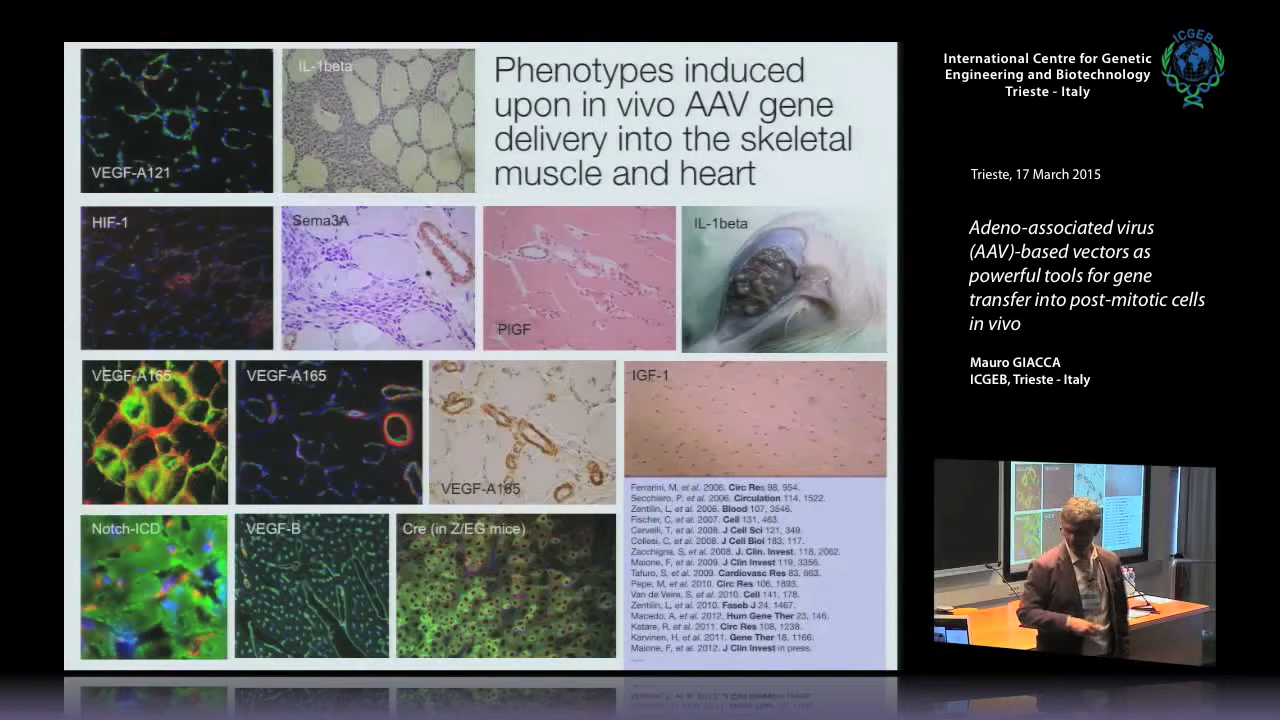 VEGF-A121
IL-1beta
Phenotypes induced
upon in vivo AAV gene
delivery into the skeletal
muscle and heart
HIF-1
Sema3A
PlGF
IL-1beta
VEGF-A165
VEGF-A165
VEGF-A165
IGF-1
Ferrarini, M, et al. 2006. Circ Res 98, 954.
Secchiero, P. et al. 2006. Circulation 114, 1522.
Zentilin, L, et al. 2006. Blood 107, 3546.
Fischer, C, et al. 2007. Cell 131, 463.
Cervelli, T, et al. 2008. J Cell Sci 121, 349.
Collesi, C, et al. 2008. J Cell Biol 183, 117.
Zacchigna, S, et al. 2008. J. Clin. Invest. 118, 2062.
Maione, F, et al. 2009. J Clin Invest 119, 3356.
Tafuro, S, et al. 2009. Cardiovasc Res 83, 663.
Pepe, M, et al. 2010. Circ Res 106, 1893.
Van de Veire, S, et al. 2010. Cell 141, 178.
Zentilin, L, et al. 2010. Faseb J 24, 1467.
Macedo, A, et al. 2012. Hum Gene Ther 23, 146.
Katare, R, et al. 2011. Circ Res 108, 1238.
Karvinen, H, et al. 2011. Gene Ther 18, 1166.
Maione, F, et al. 2012. J Clin Invest in press.
.....
Notch-ICD
VEGF-B
Cre (in Z/EG mice)
International Centre for Genetic
Engineering and Biotechnology
Trieste - Italy
ICGEB
Trieste, 17 March 2015
Adeno-associated virus
(AAV)-based vectors as
powerful tools for gene
transfer into post-mitotic cells
in vivo
Mauro GIACCA
ICGEB, Trieste - Italy